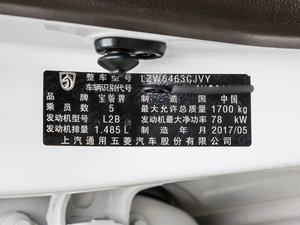 整车型号 LZW6463CJVY
车辆识别代号
品牌 宝骏牌 制造国 中国
乘员数 5 最大允许总质量 1700 kg
发动机型号 L2B 发动机最大净功率 78 kW
发动机排量 1.485 L 制造年月 2017/05
上汽通用五菱汽车股份有限公司